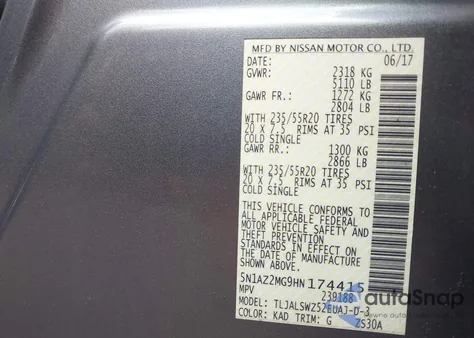 MFD BY NISSAN MOTOR CO., LTD.
DATE: 06/17
GVWR: 2318 KG
5110 LB
GAWR FR.: 1272 KG
2804 LB
WITH 235/55R20 TIRES
20 X 7.5 RIMS AT 35 PSI
COLD SINGLE
GAWR RR.: 1300 KG
2866 LB
WITH 235/55R20 TIRES
20 X 7.5 RIMS AT 35 PSI
COLD SINGLE
THIS VEHICLE CONFORMS TO
ALL APPLICABLE FEDERAL
MOTOR VEHICLE SAFETY AND
THEFT PREVENTION
STANDARDS IN EFFECT ON
THE DATE OF MANUFACTURE
SHOWN ABOVE.
5N1AZ2MG9HN174415
MPV 239188
MODEL: TLJALSWZ52EUAJ-D-3
COLOR: KAD TRIM: G ZS30A
autoSnap